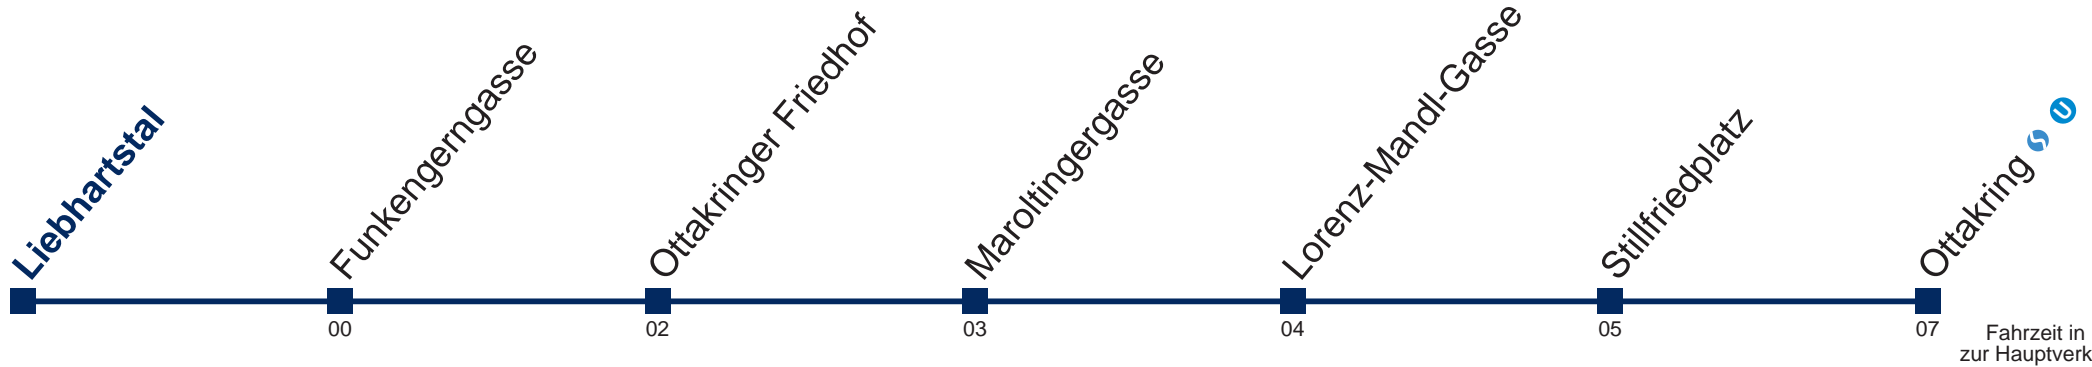 Liebhartstal
Funkengerngasse
Ottakringer Friedhof
Maroltingergasse
Lorenz-Mandl-Gasse
Stillfriedplatz
Ottakring S U
00
02
03
04
05
07
Fahrzeit in
zur Hauptverk